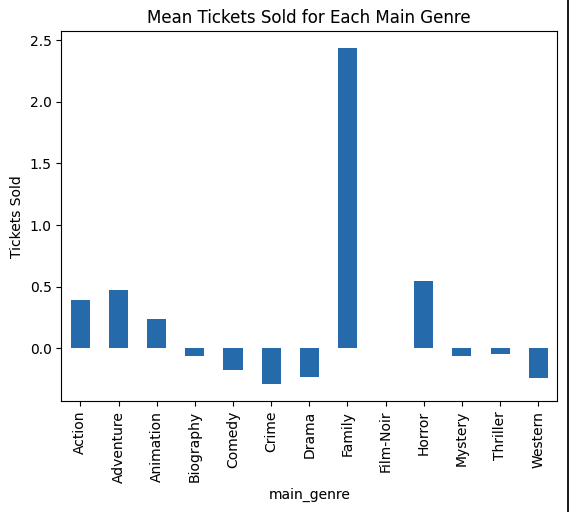 Mean Tickets Sold for Each Main Genre
2.5
2.0
1.5
1.0
0.5
0.0
Tickets Sold
Action
Adventure
Animation
Biography
Comedy
Crime
Drama
Family
Film-Noir
Horror
Mystery
Thriller
Western
main_genre